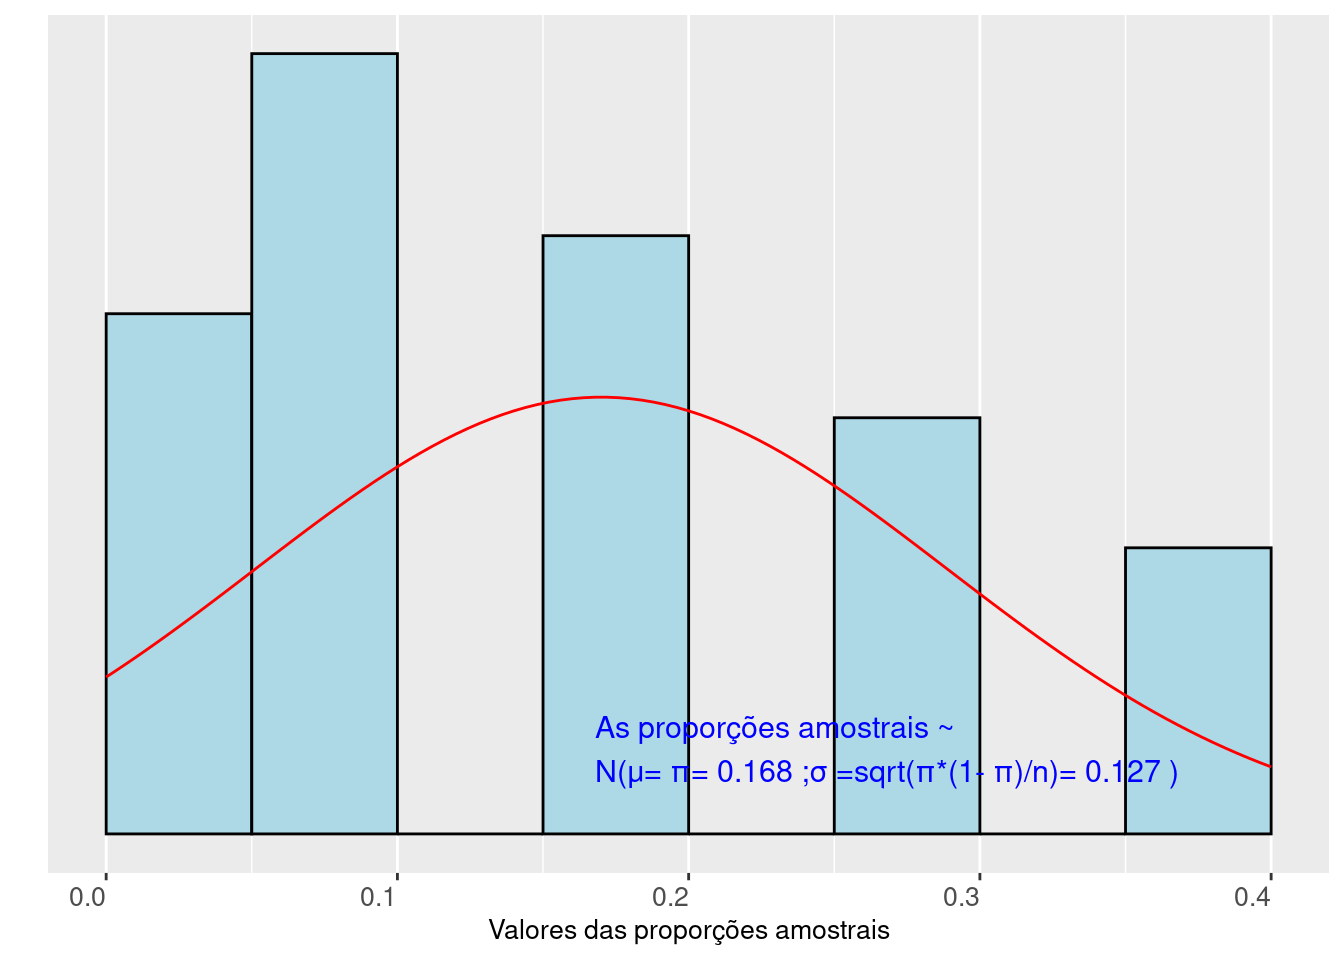 As proporções amostrais ~
N(μ= π= 0.168 ;σ =sqrt(π*(1- π)/n)= 0.127 )
0.0 0.1 0.2 0.3 0.4
Valores das proporções amostrais